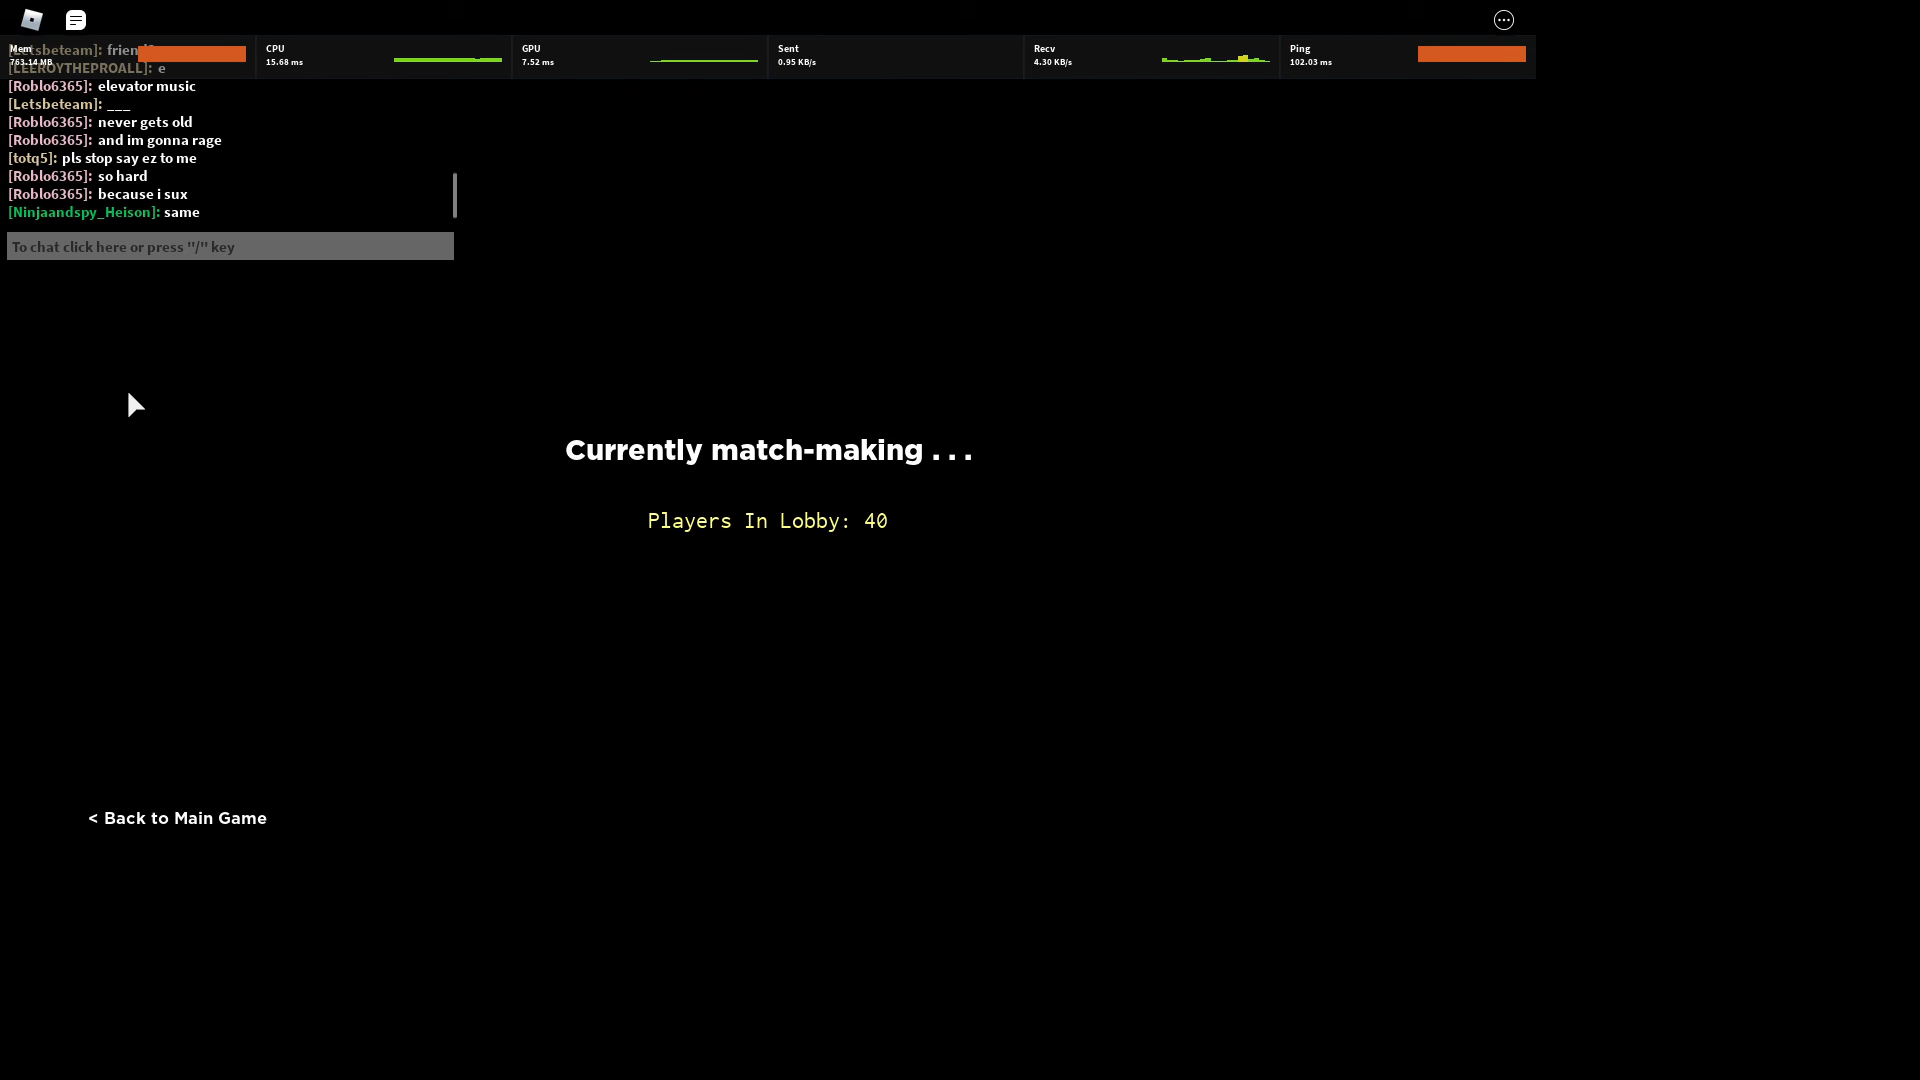 Mem
763.14 MB
CPU
15.68 ms
GPU
7.52 ms
Sent
0.95 KB/s
Recv
4.30 KB/s
Ping
102.03 ms
[Letsbeteam]:
[LEEROYTHEPROALL]: e
[Roblo6365]: elevator music
[Letsbeteam]: ___
[Roblo6365]: never gets old
[Roblo6365]: and im gonna rage
[totq5]: pls stop say ez to me
[Roblo6365]: so hard
[Roblo6365]: because i sux
[Ninjaandspy_Heison]: same
To chat click here or press "/" key
Currently match-making . . .
Players In Lobby: 40
< Back to Main Game